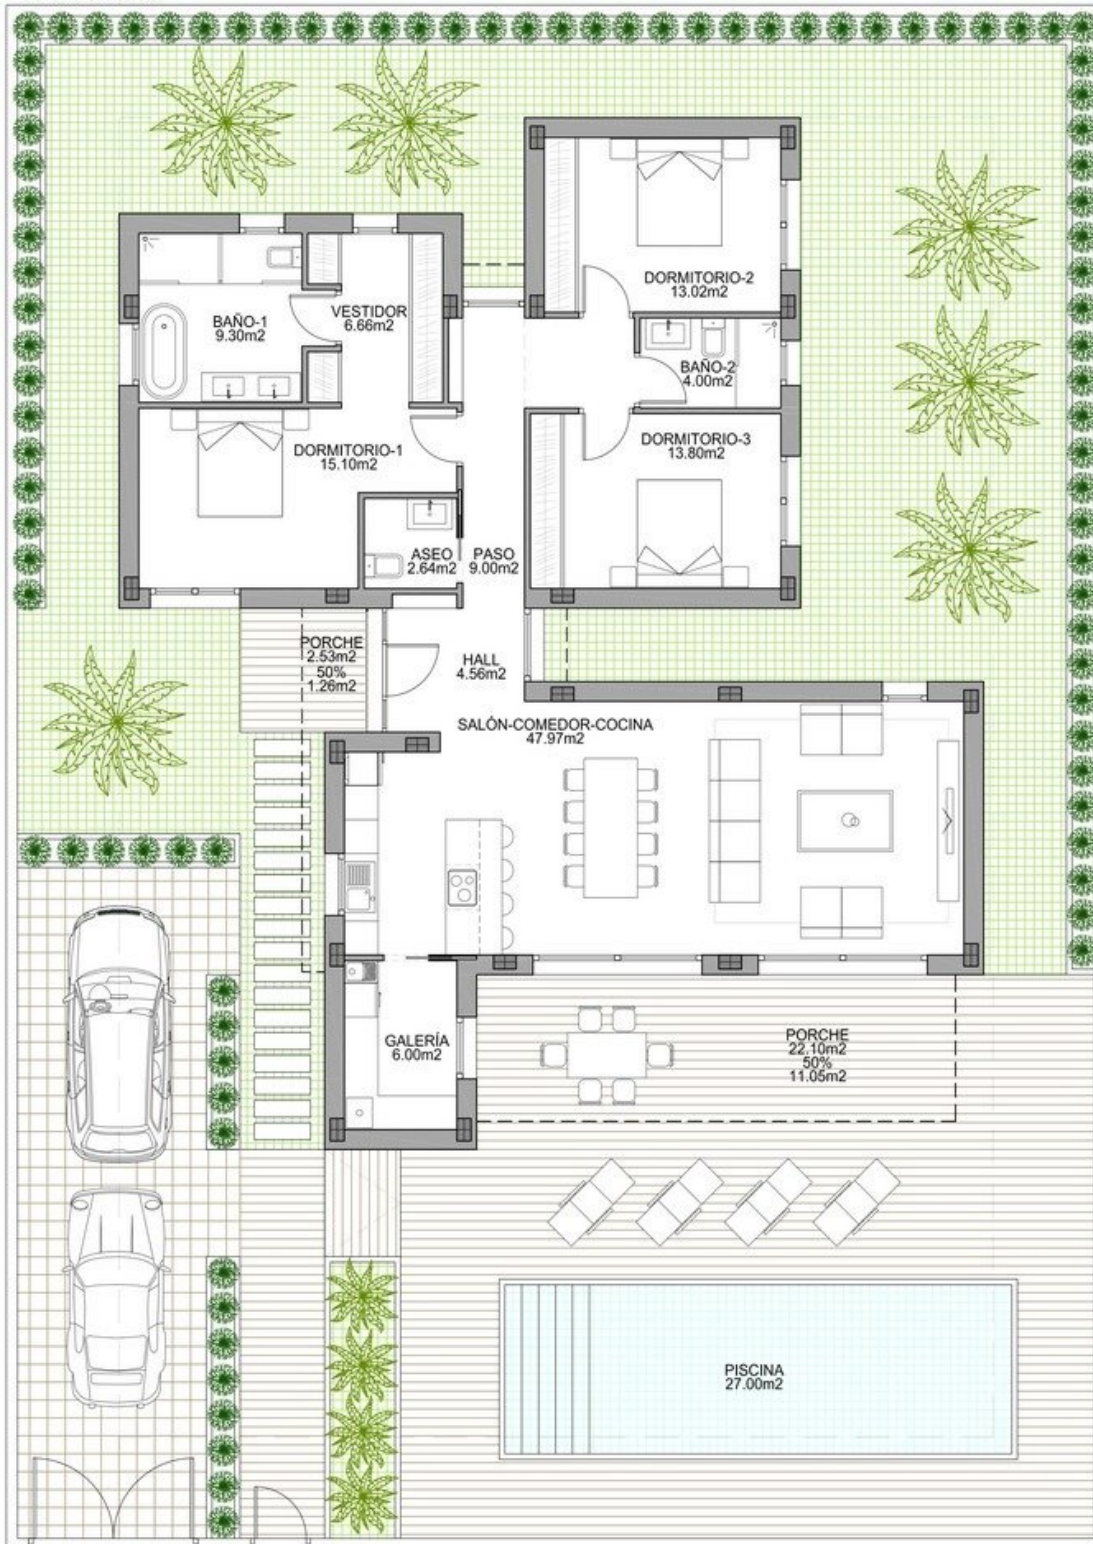 DORMITORIO-2
13.02m2
BAÑO-1
9.30m2
VESTIDOR
6.66m2
BAÑO-2
4.00m2
DORMITORIO-1
15.10m2
DORMITORIO-3
13.80m2
ASEO
2.64m2
PASO
9.00m2
PORCHE
2.53m2
50%
1.26m2
HALL
4.56m2
SALÓN-COMEDOR-COCINA
47.97m2
GALERÍA
6.00m2
PORCHE
22.10m2
50%
11.05m2
PISCINA
27.00m2